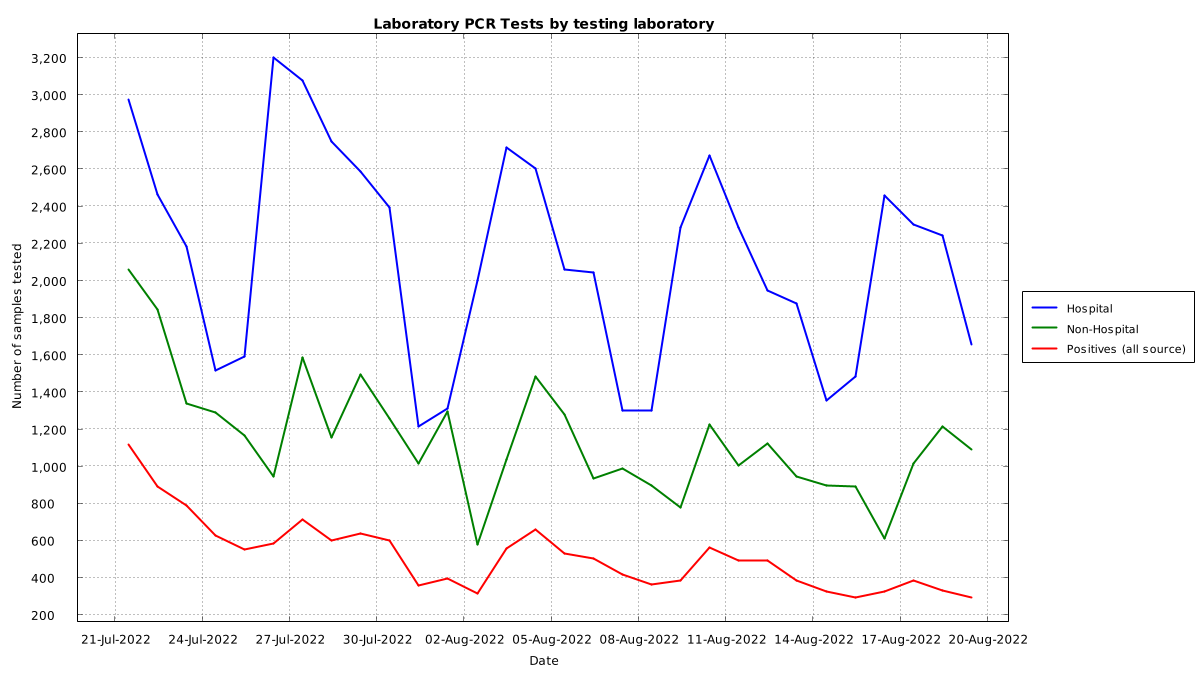 Laboratory PCR Tests by testing laboratory
3,200
3,000
2,800
2,600
2,400
2,200
2,000
1,800
1,600
1,400
1,200
1,000
800
600
400
200
Number of samples tested
21-Jul-2022 24-Jul-2022 27-Jul-2022 30-Jul-2022 02-Aug-2022 05-Aug-2022 08-Aug-2022 11-Aug-2022 14-Aug-2022 17-Aug-2022 20-Aug-2022
Date
Hospital
Non-Hospital
Positives (all source)